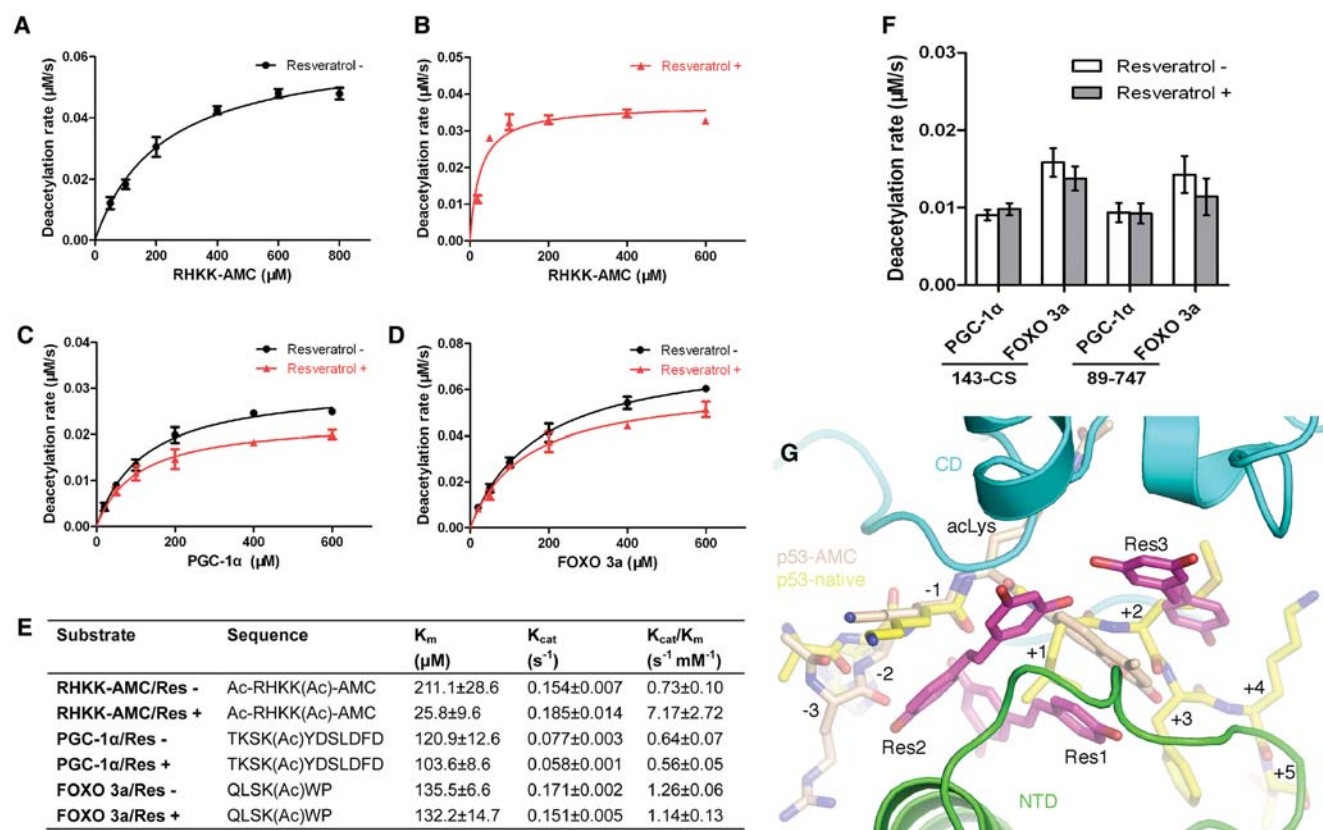 A
Deacetylation rate (µM/s)
0.06
0.04
0.02
0.00
0 200 400 600 800
RHKK-AMC (µM)
Resveratrol -
B
Deacetylation rate (µM/s)
0.05
0.04
0.03
0.02
0.01
0.00
0 200 400 600
RHKK-AMC (µM)
Resveratrol +
C
Deacetylation rate (µM/s)
0.04
0.03
0.02
0.01
0.00
0 200 400 600
PGC-1α (µM)
Resveratrol -
Resveratrol +
D
Deacetylation rate (µM/s)
0.08
0.06
0.04
0.02
0.00
0 200 400 600
FOXO 3a (µM)
Resveratrol -
Resveratrol +
E
Substrate Sequence Km Kcat Kcat/Km
(µM) (s-1) (s-1 mM-1)
RHKK-AMC/Res - Ac-RHKK(Ac)-AMC 211.1±28.6 0.154±0.007 0.73±0.10
RHKK-AMC/Res + Ac-RHKK(Ac)-AMC 25.8±9.6 0.185±0.014 7.17±2.72
PGC-1α/Res - TKSK(Ac)YDSLDFD 120.9±12.6 0.077±0.003 0.64±0.07
PGC-1α/Res + TKSK(Ac)YDSLDFD 103.6±8.6 0.058±0.001 0.56±0.05
FOXO 3a/Res - QLSK(Ac)WP 135.5±6.6 0.171±0.002 1.26±0.06
FOXO 3a/Res + QLSK(Ac)WP 132.2±14.7 0.151±0.005 1.14±0.13
F
Deacetylation rate (µM/s)
0.03
0.02
0.01
0.00
Resveratrol -
Resveratrol +
PGC-1α
FOXO 3a
PGC-1α
FOXO 3a
143-CS
89-747
G
CD
acLys
Res3
p53-AMC
p53-native
-1
+2
+1
-2
-3
+4
+3
Res2
Res1
+5
NTD